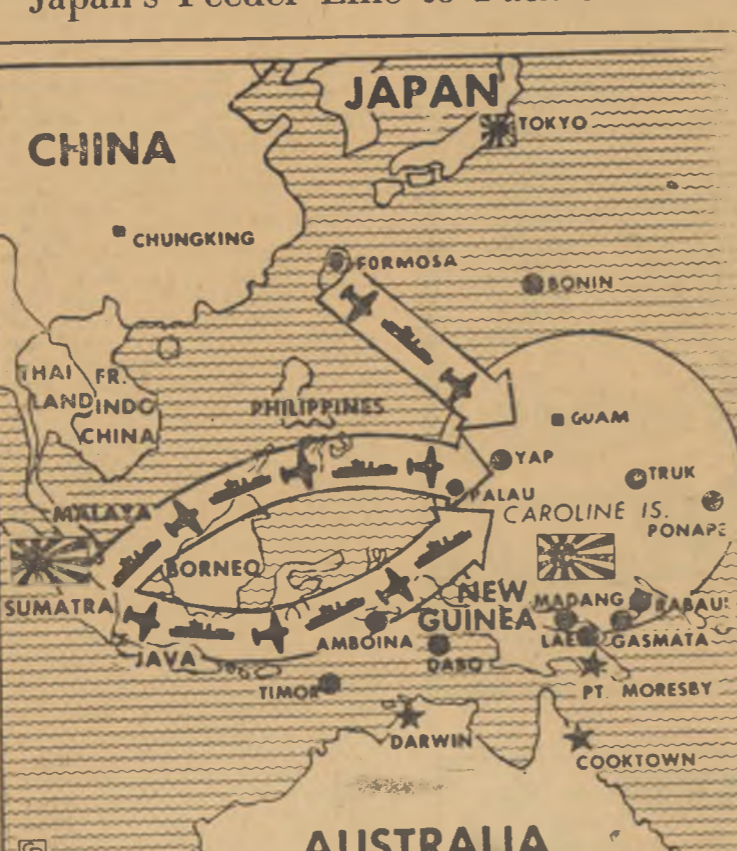 Japan's Feeder Line to
JAPAN
TOKYO
CHINA
CHUNGKING
FORMOSA
BONIN
THAI
LAND
FR.
INDO
CHINA
PHILIPPINES
GUAM
YAP
TRUK
PALAU
CAROLINE IS.
PONAPE
MALAYA
BORNEO
SUMATRA
NEW
GUINEA
MADANG
RABAUL
AMBOINA
LAE
GASMATA
JAVA
DABO
TIMOR
PT. MORESBY
DARWIN
COOKTOWN
AUSTRALIA